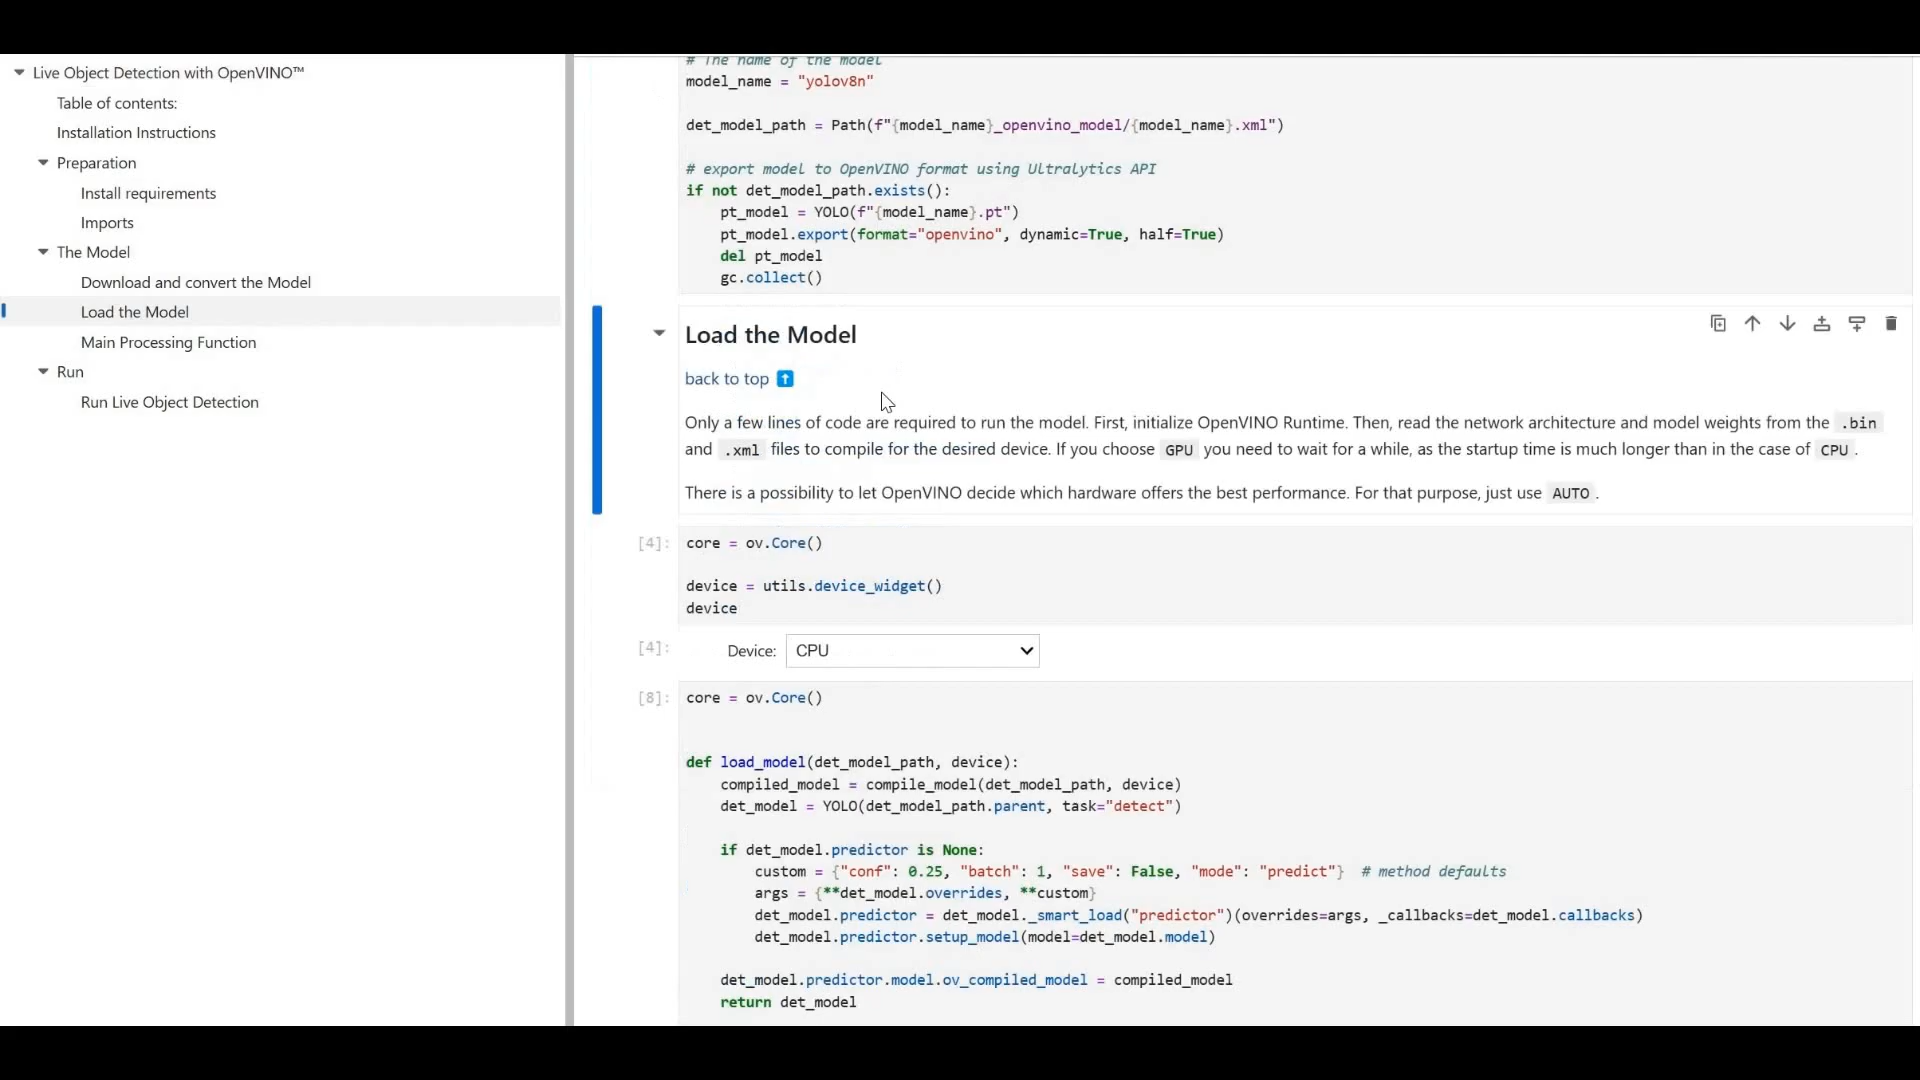 Live Object Detection with OpenVINO™
Table of contents:
Installation Instructions
Preparation
Install requirements
Imports
The Model
Download and convert the Model
Load the Model
Main Processing Function
Run
Run Live Object Detection
# The name of the model
model_name = "yolov8n"
det_model_path = Path(f"{model_name}_openvino_model/{model_name}.xml")
# export model to OpenVINO format using Ultralytics API
if not det_model_path.exists():
    pt_model = YOLO(f"{model_name}.pt")
    pt_model.export(format="openvino", dynamic=True, half=True)
    del pt_model
    gc.collect()
Load the Model
back to top ⬆️
Only a few lines of code are required to run the model. First, initialize OpenVINO Runtime. Then, read the network architecture and model weights from the .bin
and .xml files to compile for the desired device. If you choose GPU you need to wait for a while, as the startup time is much longer than in the case of CPU .
There is a possibility to let OpenVINO decide which hardware offers the best performance. For that purpose, just use AUTO .
[4]: core = ov.Core()
device = utils.device_widget()
device
[4]: Device: CPU
[8]: core = ov.Core()
def load_model(det_model_path, device):
    compiled_model = compile_model(det_model_path, device)
    det_model = YOLO(det_model_path.parent, task="detect")
    if det_model.predictor is None:
        custom = {"conf": 0.25, "batch": 1, "save": False, "mode": "predict"}  # method defaults
        args = {**det_model.overrides, **custom}
        det_model.predictor = det_model._smart_load("predictor")(overrides=args, _callbacks=det_model.callbacks)
        det_model.predictor.setup_model(model=det_model.model)
    det_model.predictor.model.ov_compiled_model = compiled_model
    return det_model